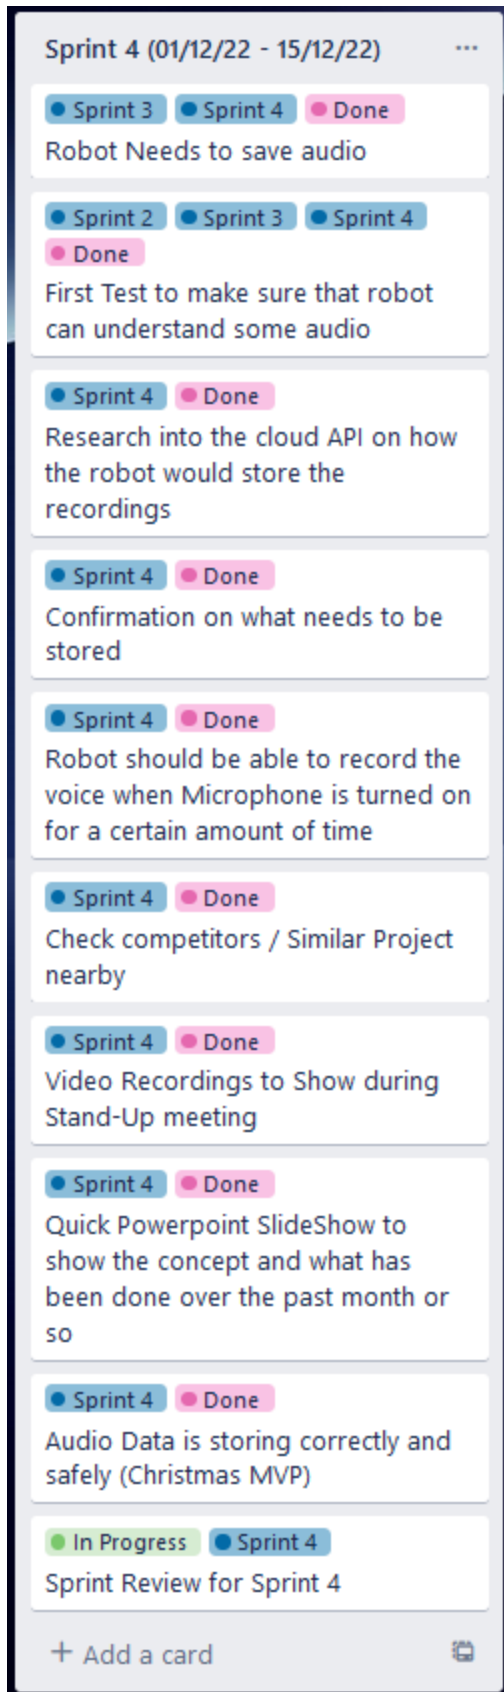 Sprint 4 (01/12/22 - 15/12/22) ...
Sprint 3 Sprint 4 Done
Robot Needs to save audio
Sprint 2 Sprint 3 Sprint 4
Done
First Test to make sure that robot
can understand some audio
Sprint 4 Done
Research into the cloud API on how
the robot would store the
recordings
Sprint 4 Done
Confirmation on what needs to be
stored
Sprint 4 Done
Robot should be able to record the
voice when Microphone is turned on
for a certain amount of time
Sprint 4 Done
Check competitors / Similar Project
nearby
Sprint 4 Done
Video Recordings to Show during
Stand-Up meeting
Sprint 4 Done
Quick Powerpoint SlideShow to
show the concept and what has
been done over the past month or
so
Sprint 4 Done
Audio Data is storing correctly and
safely (Christmas MVP)
In Progress Sprint 4
Sprint Review for Sprint 4
+ Add a card